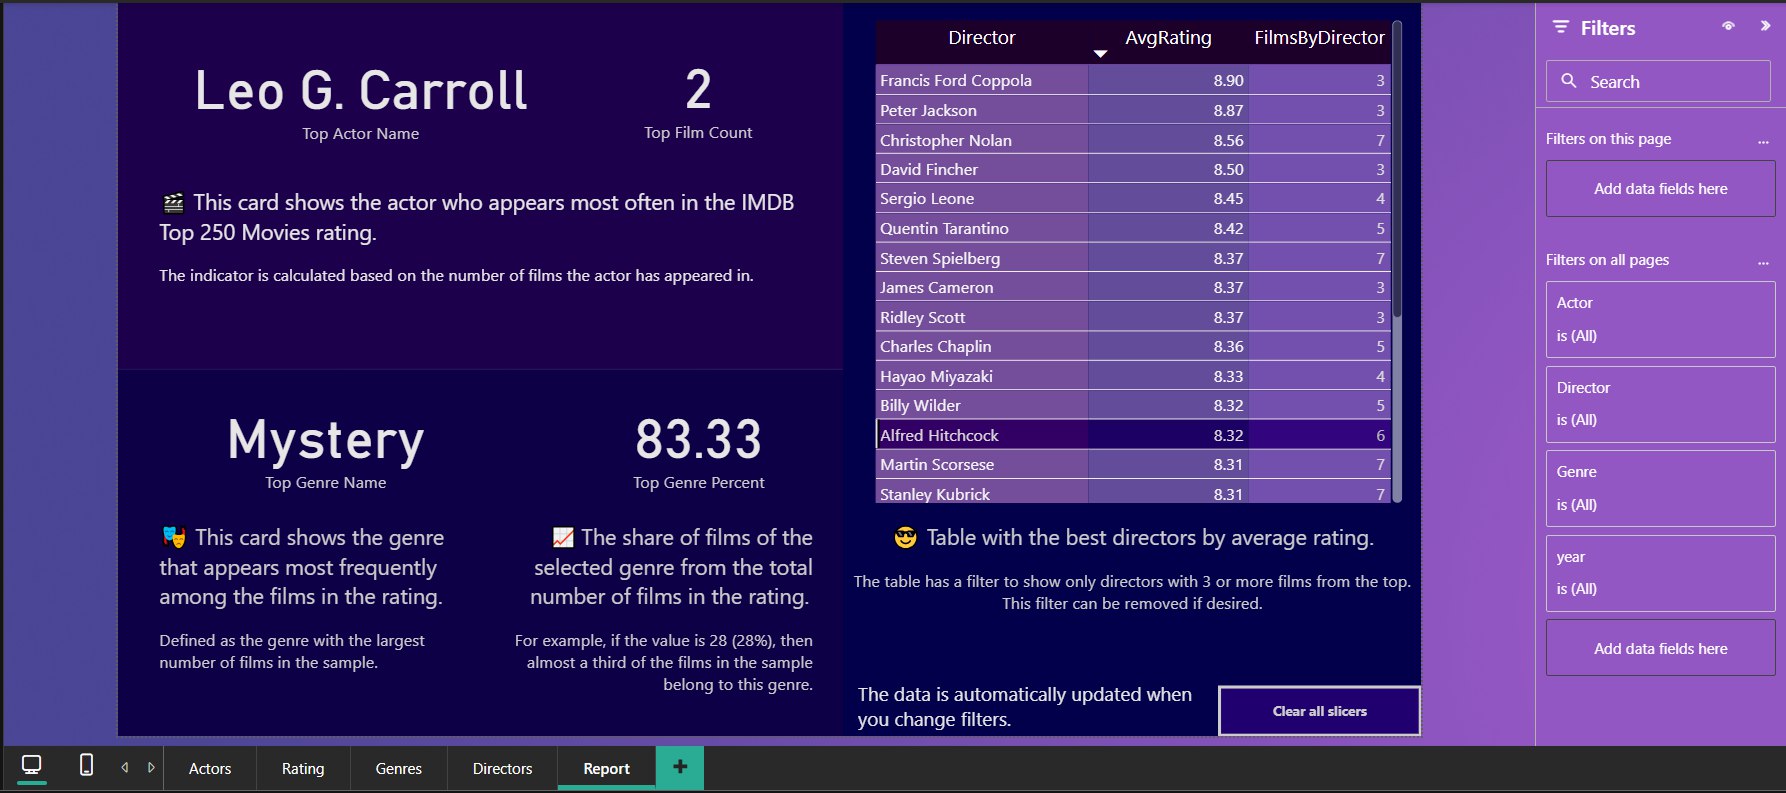 Leo G. Carroll
Top Actor Name
2
Top Film Count
🎬 This card shows the actor who appears most often in the IMDB
Top 250 Movies rating.
The indicator is calculated based on the number of films the actor has appeared in.
Mystery
Top Genre Name
83.33
Top Genre Percent
🎭 This card shows the genre
that appears most frequently
among the films in the rating.
Defined as the genre with the largest
number of films in the sample.
📈 The share of films of the
selected genre from the total
number of films in the rating.
For example, if the value is 28 (28%), then
almost a third of the films in the sample
belong to this genre.
Director AvgRating FilmsByDirector
Francis Ford Coppola 8.90 3
Peter Jackson 8.87 3
Christopher Nolan 8.56 7
David Fincher 8.50 3
Sergio Leone 8.45 4
Quentin Tarantino 8.42 5
Steven Spielberg 8.37 7
James Cameron 8.37 3
Ridley Scott 8.37 3
Charles Chaplin 8.36 5
Hayao Miyazaki 8.33 4
Billy Wilder 8.32 5
Alfred Hitchcock 8.32 6
Martin Scorsese 8.31 7
Stanley Kubrick 8.31 7
😎 Table with the best directors by average rating.
The table has a filter to show only directors with 3 or more films from the top.
This filter can be removed if desired.
The data is automatically updated when
you change filters.
Clear all slicers
Filters
Search
Filters on this page ...
Add data fields here
Filters on all pages ...
Actor
is (All)
Director
is (All)
Genre
is (All)
year
is (All)
Add data fields here
Actors Rating Genres Directors Report +